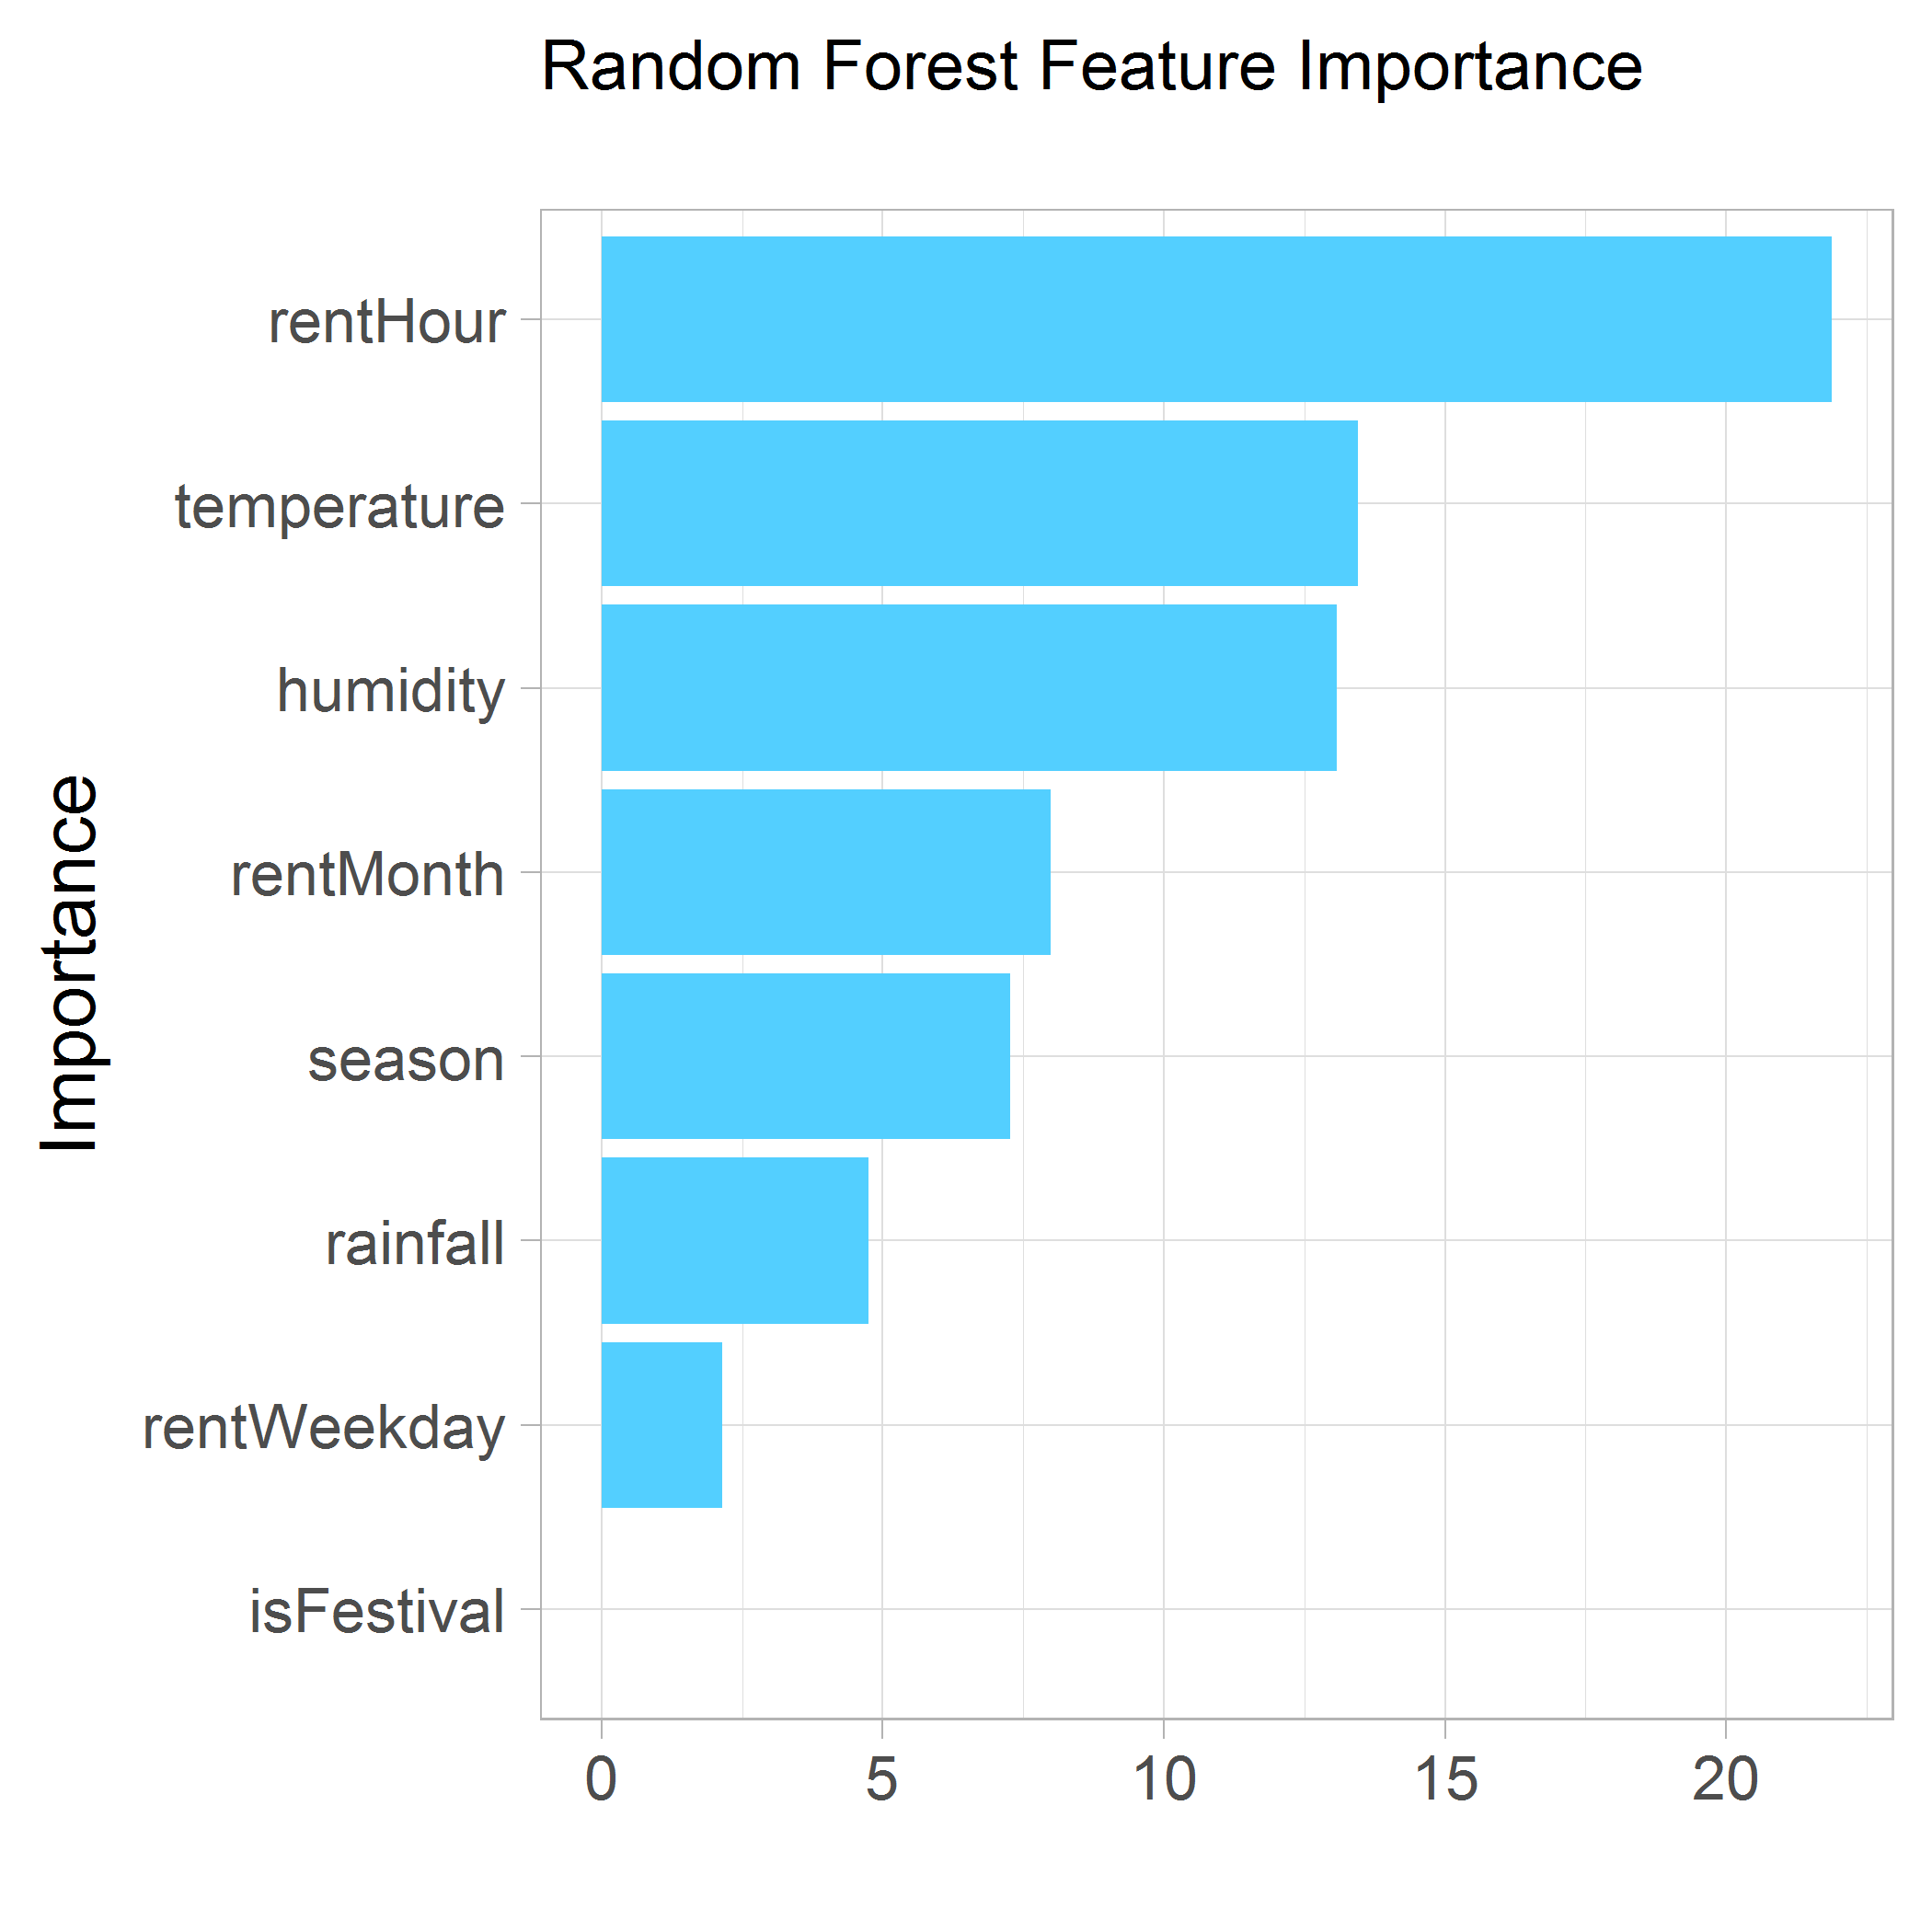 Random Forest Feature Importance
Importance
rentHour
temperature
humidity
rentMonth
season
rainfall
rentWeekday
isFestival
0 5 10 15 20